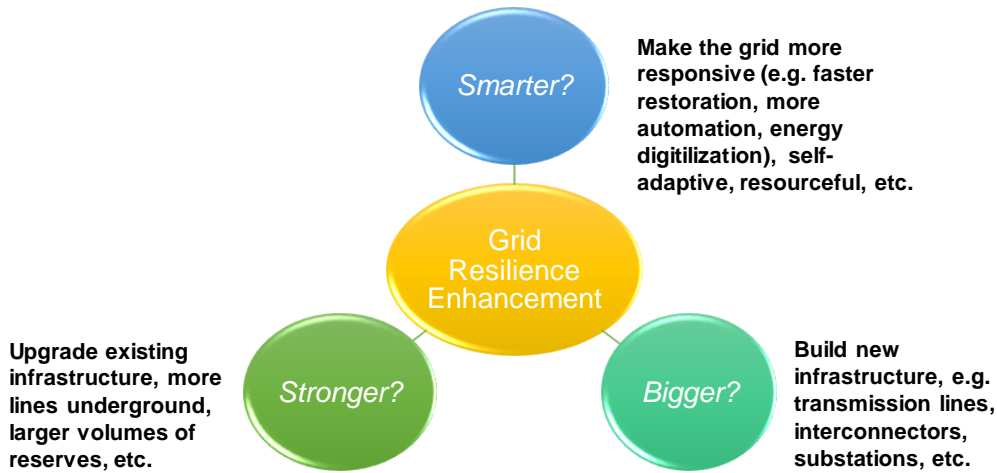 Smarter?
Make the grid more
responsive (e.g. faster
restoration, more
automation, energy
digitilization), self-
adaptive, resourceful, etc.
Grid
Resilience
Enhancement
Upgrade existing
infrastructure, more
lines underground,
larger volumes of
reserves, etc.
Stronger?
Bigger?
Build new
infrastructure, e.g.
transmission lines,
interconnectors,
substations, etc.